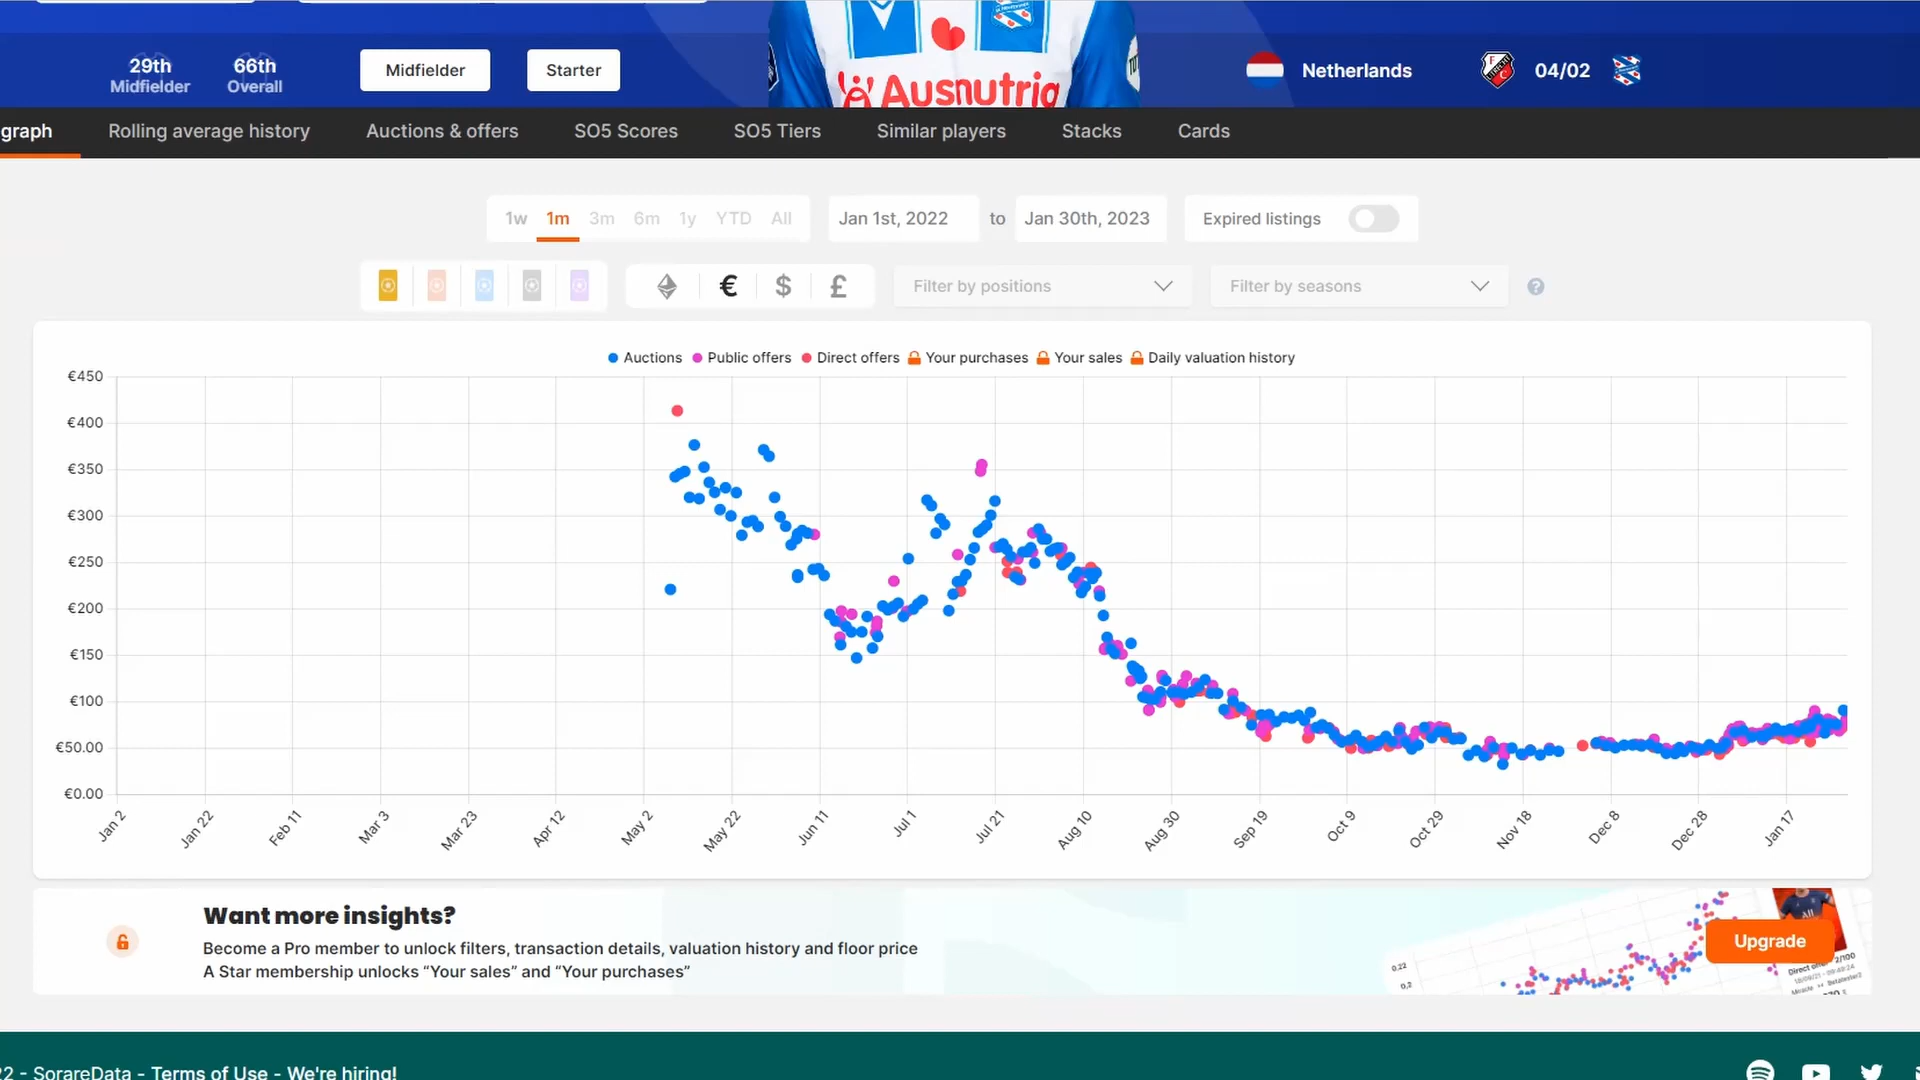 29th
Midfielder
66th
Overall
Midfielder
Starter
Ausnutria
Netherlands
04/02
graph
Rolling average history
Auctions & offers
SO5 Scores
SO5 Tiers
Similar players
Stacks
Cards
1w 1m 3m 6m 1y YTD All
Jan 1st, 2022 to Jan 30th, 2023
Expired listings
€ $ £
Filter by positions
Filter by seasons
?
Auctions Public offers Direct offers Your purchases Your sales Daily valuation history
€450
€400
€350
€300
€250
€200
€150
€100
€50.00
€0.00
Jan 2 Jan 22 Feb 11 Mar 3 Mar 23 Apr 12 May 2 May 22 Jun 11 Jul 1 Jul 21 Aug 10 Aug 30 Sep 19 Oct 9 Oct 29 Nov 18 Dec 8 Dec 28 Jan 17
Want more insights?
Become a Pro member to unlock filters, transaction details, valuation history and floor price
A Star membership unlocks “Your sales” and “Your purchases”
0,22
0,2
Upgrade
22 - SorareData - Terms of Use - We're hiring!